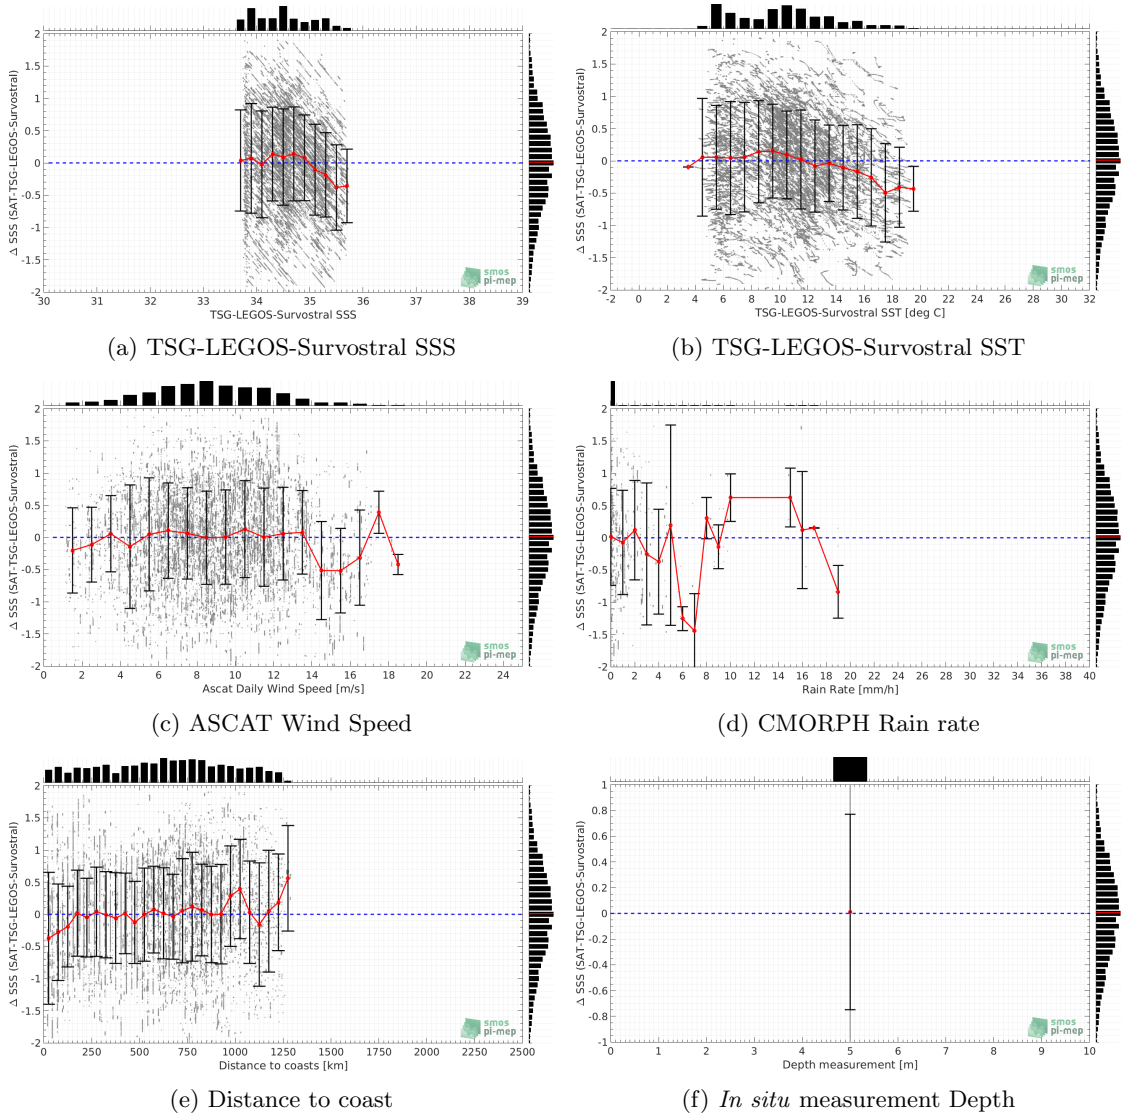 Δ SSS (SAT-TSG-LEGOS-Survostral)
2
1.5
1
0.5
0
-0.5
-1
-1.5
-2
30 31 32 33 34 35 36 37 38 39
TSG-LEGOS-Survostral SSS
smos
pi-mep
(a) TSG-LEGOS-Survostral SSS
Δ SSS (SAT-TSG-LEGOS-Survostral)
2
1.5
1
0.5
0
-0.5
-1
-1.5
-2
-2 0 2 4 6 8 10 12 14 16 18 20 22 24 26 28 30 32
TSG-LEGOS-Survostral SST [deg C]
smos
pi-mep
(b) TSG-LEGOS-Survostral SST
Δ SSS (SAT-TSG-LEGOS-Survostral)
2
1.5
1
0.5
0
-0.5
-1
-1.5
-2
0 2 4 6 8 10 12 14 16 18 20 22 24
Ascat Daily Wind Speed [m/s]
smos
pi-mep
(c) ASCAT Wind Speed
Δ SSS (SAT-TSG-LEGOS-Survostral)
2
1.5
1
0.5
0
-0.5
-1
-1.5
-2
0 2 4 6 8 10 12 14 16 18 20 22 24 26 28 30 32 34 36 38 40
Rain Rate [mm/h]
smos
pi-mep
(d) CMORPH Rain rate
Δ SSS (SAT-TSG-LEGOS-Survostral)
2
1.5
1
0.5
0
-0.5
-1
-1.5
-2
0 250 500 750 1000 1250 1500 1750 2000 2250 2500
Distance to coasts [km]
smos
pi-mep
(e) Distance to coast
Δ SSS (SAT-TSG-LEGOS-Survostral)
1
0.8
0.6
0.4
0.2
0
-0.2
-0.4
-0.6
-0.8
-1
0 1 2 3 4 5 6 7 8 9 10
Depth measurement [m]
smos
pi-mep
(f) In situ measurement Depth